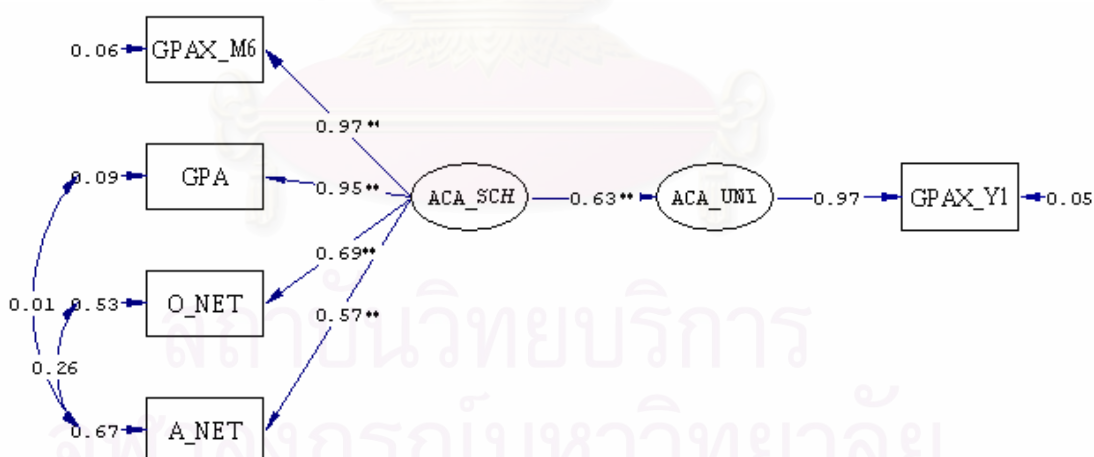 0.06 GPAX_M6
0.97**
0.09 GPA 0.95** ACA_SCH 0.63** ACA_UNI 0.97 GPAX_Y1 0.05
0.69**
0.01 0.53 O_NET 0.57**
0.26
0.67 A_NET
สถาบันวิทยบริการ
จุฬาลงกรณ์มหาวิทยาลัย